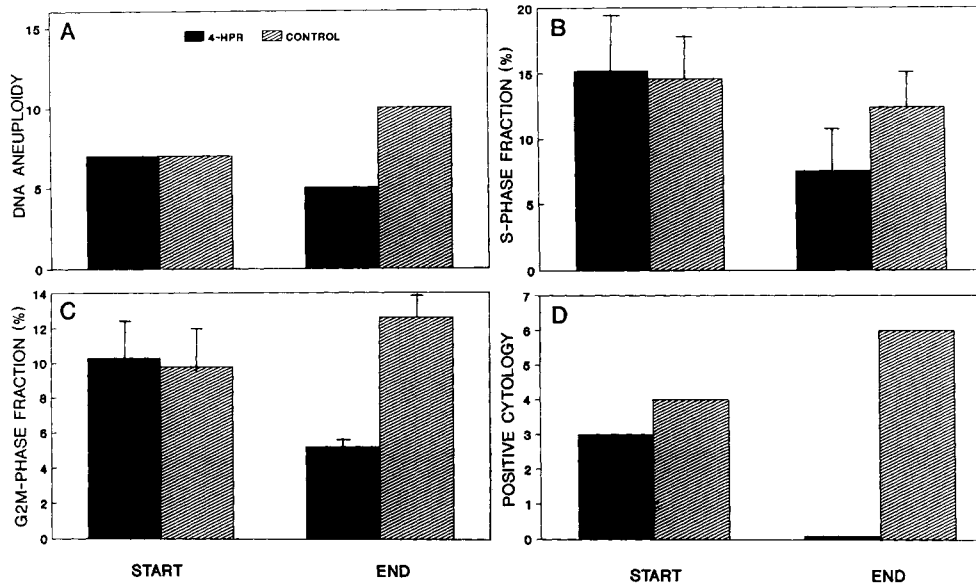 A
4-HPR CONTROL
DNA ANEUPLOIDY
15
10
5
0
B
S-PHASE FRACTION (%)
20
15
10
5
0
C
G2M-PHASE FRACTION (%)
14
12
10
8
6
4
2
0
START END
D
POSITIVE CYTOLOGY
7
6
5
4
3
2
1
0
START END